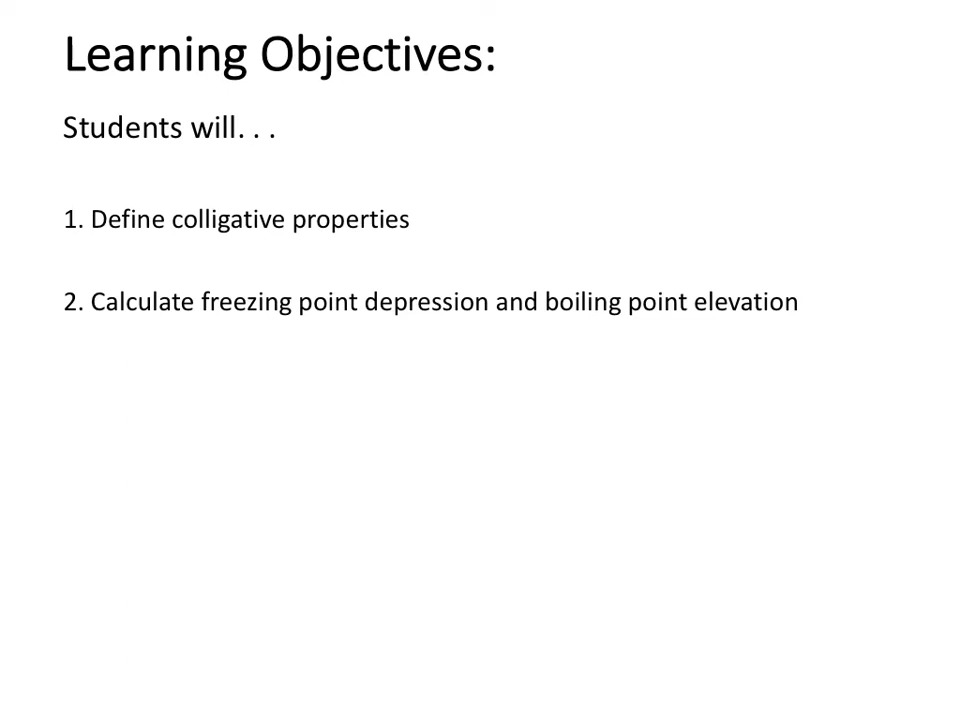 Learning Objectives:
Students will. . .
1. Define colligative properties
2. Calculate freezing point depression and boiling point elevation